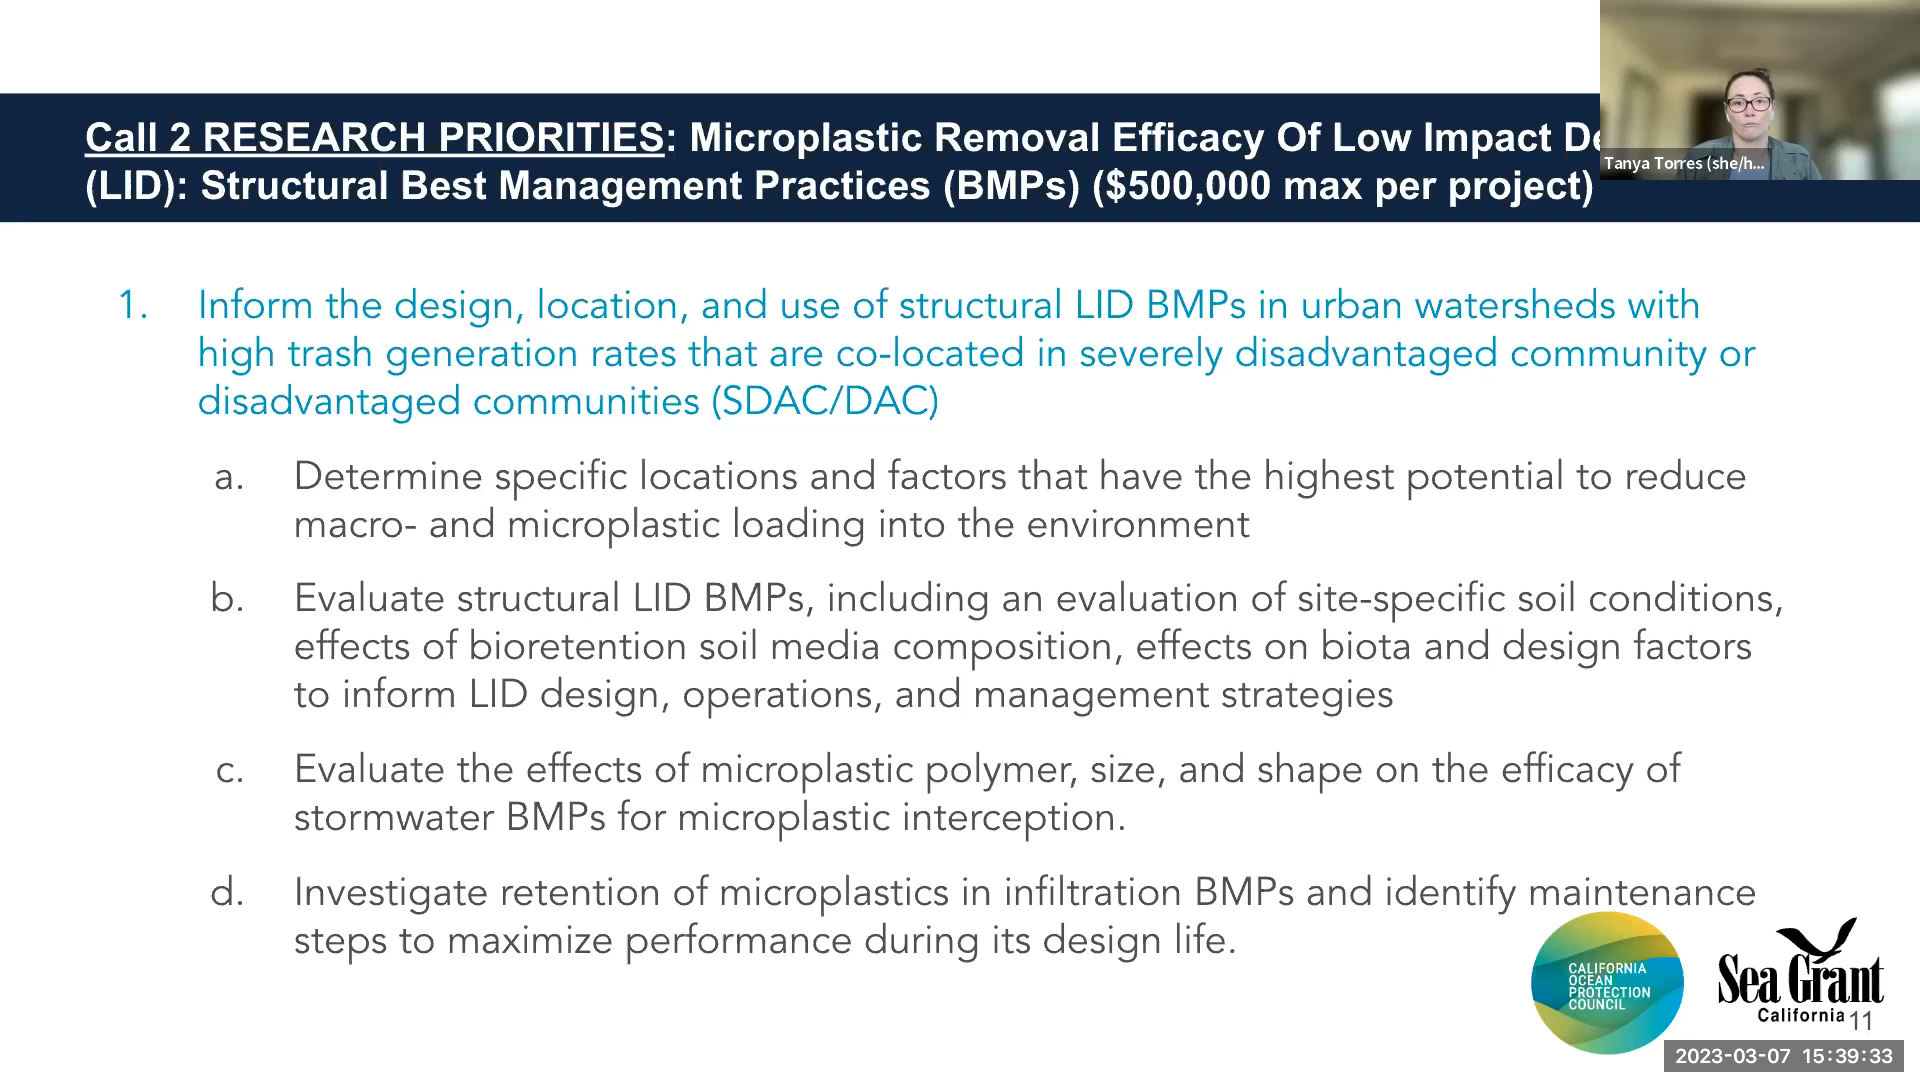 Call 2 RESEARCH PRIORITIES: Microplastic Removal Efficacy Of Low Impact
(LID): Structural Best Management Practices (BMPs) ($500,000 max per project)
Tanya Torres (she/h...
1. Inform the design, location, and use of structural LID BMPs in urban watersheds with
high trash generation rates that are co-located in severely disadvantaged community or
disadvantaged communities (SDAC/DAC)
a. Determine specific locations and factors that have the highest potential to reduce
macro- and microplastic loading into the environment
b. Evaluate structural LID BMPs, including an evaluation of site-specific soil conditions,
effects of bioretention soil media composition, effects on biota and design factors
to inform LID design, operations, and management strategies
c. Evaluate the effects of microplastic polymer, size, and shape on the efficacy of
stormwater BMPs for microplastic interception.
d. Investigate retention of microplastics in infiltration BMPs and identify maintenance
steps to maximize performance during its design life.
CALIFORNIA
OCEAN
PROTECTION
COUNCIL
Sea Grant
California
11
2023-03-07 15:39:33